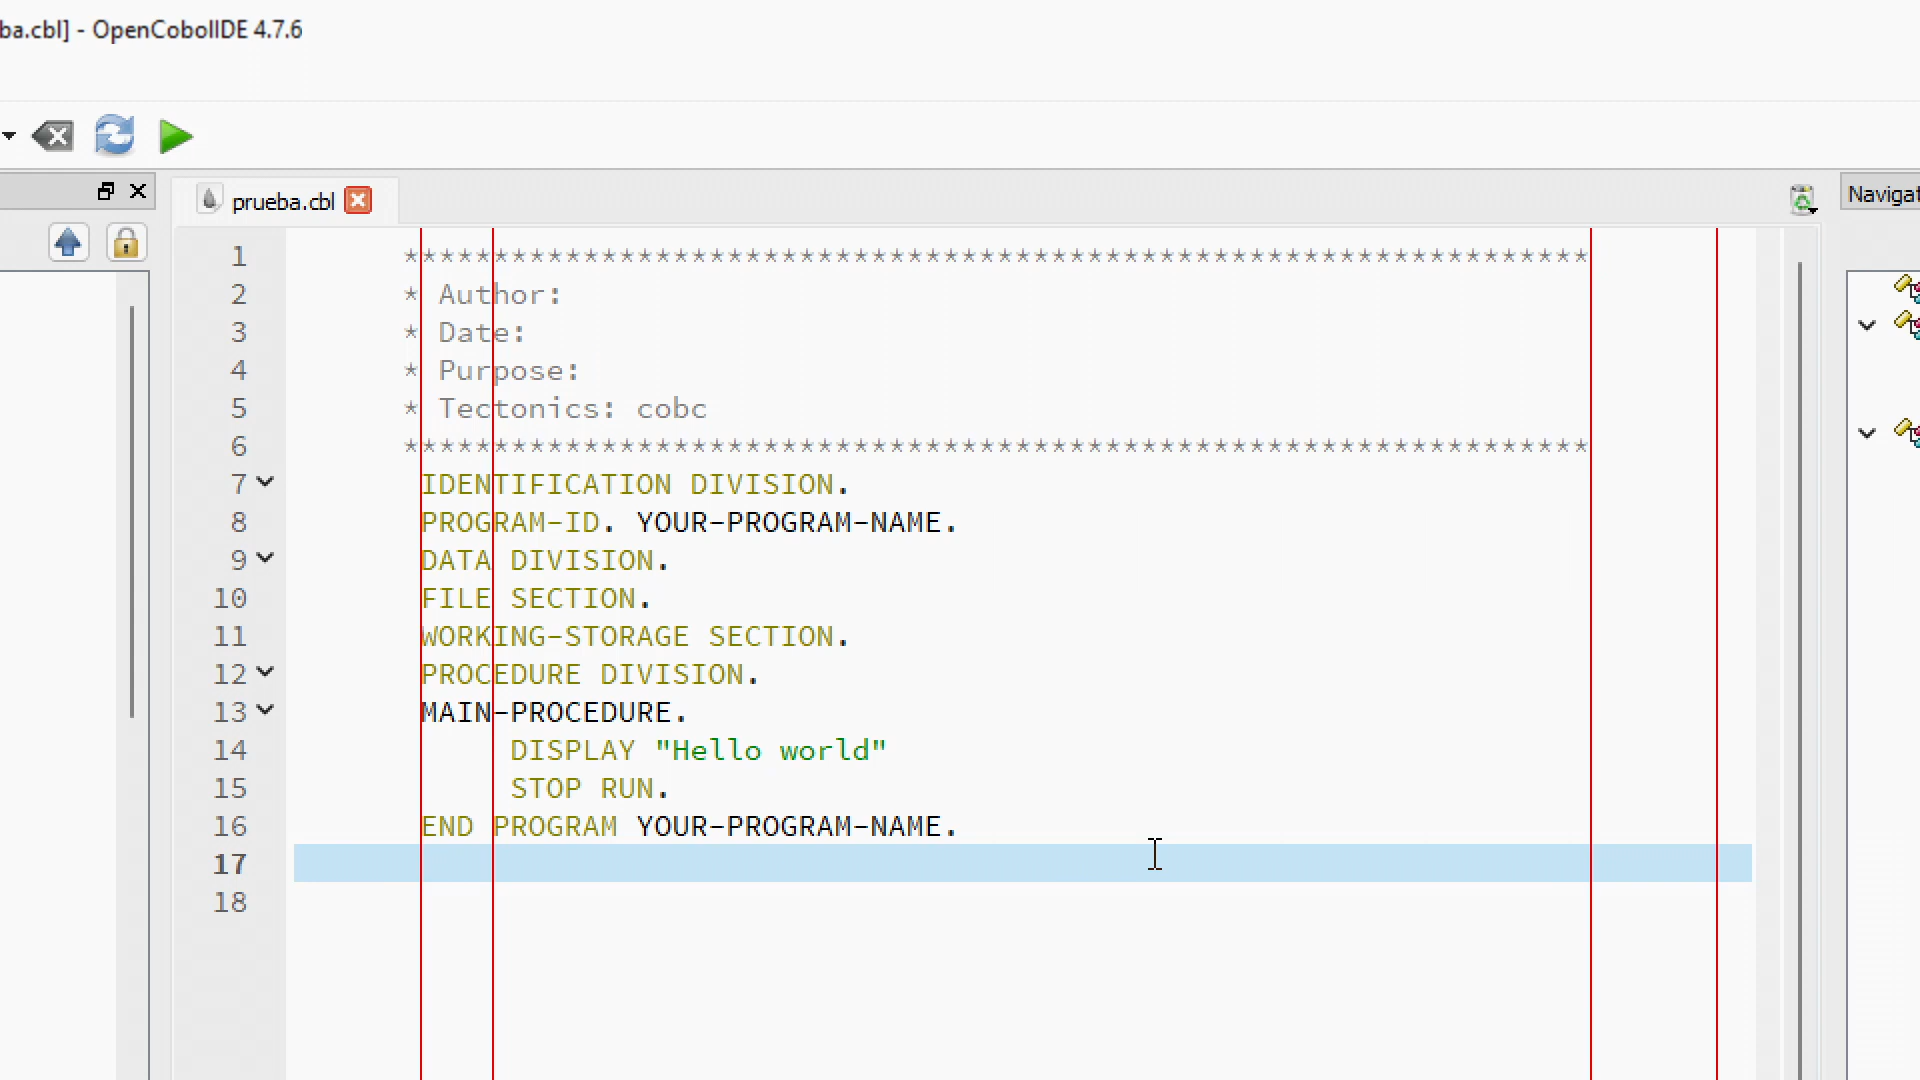 ba.cbl] - OpenCobolIDE 4.7.6
prueba.cbl
Navigat
1 ******************************************************************
2 * Author:
3 * Date:
4 * Purpose:
5 * Tectonics: cobc
6 ******************************************************************
7 IDENTIFICATION DIVISION.
8 PROGRAM-ID. YOUR-PROGRAM-NAME.
9 DATA DIVISION.
10 FILE SECTION.
11 WORKING-STORAGE SECTION.
12 PROCEDURE DIVISION.
13 MAIN-PROCEDURE.
14 DISPLAY "Hello world"
15 STOP RUN.
16 END PROGRAM YOUR-PROGRAM-NAME.
17
18